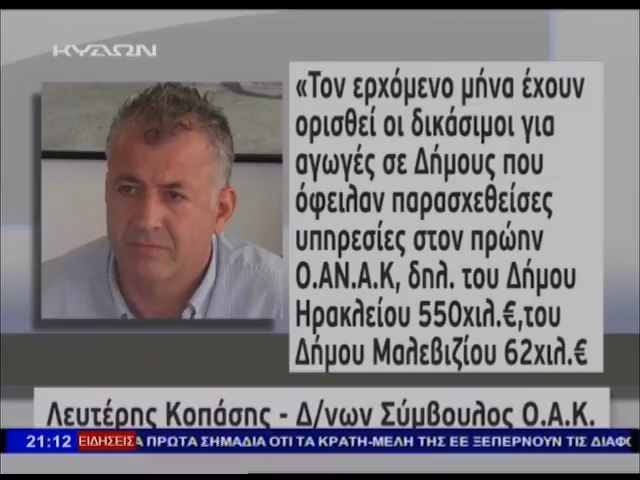 ΚΥΔΩΝ
«Τον ερχόμενο μήνα έχουν
ορισθεί οι δικάσιμοι για
αγωγές σε Δήμους που
όφειλαν παρασχεθείσες
υπηρεσίες στον πρώην
Ο.ΑΝ.Α.Κ, δηλ. του Δήμου
Ηρακλείου 550χιλ.€,του
Δήμου Μαλεβιζίου 62χιλ.€
Λευτέρης Κοπάσης - Δ/νων Σύμβουλος Ο.Α.Κ.
21:12 ΕΙΔΗΣΕΙΣ Α ΠΡΩΤΑ ΣΗΜΑΔΙΑ ΟΤΙ ΤΑ ΚΡΑΤΗ-ΜΕΛΗ ΤΗΣ ΕΕ ΞΕΠΕΡΝΟΥΝ ΤΙΣ ΔΙΑΦΟ